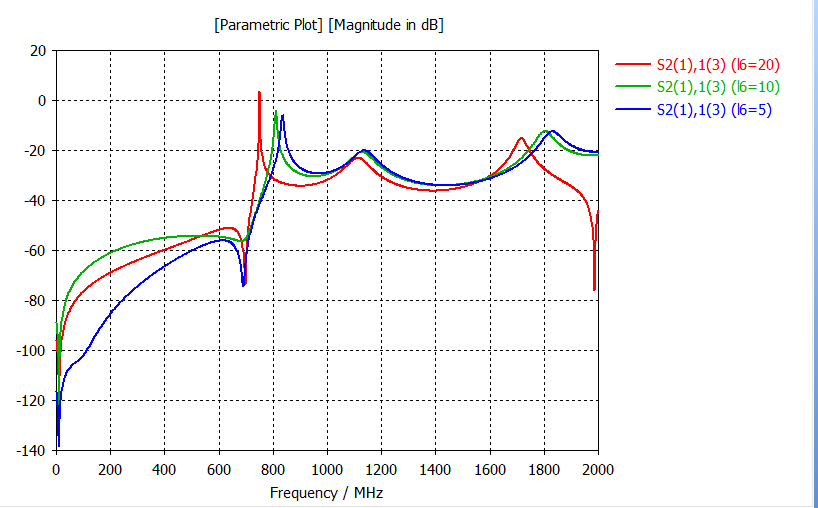 [Parametric Plot] [Magnitude in dB]
20
0
-20
-40
-60
-80
-100
-120
-140
0 200 400 600 800 1000 1200 1400 1600 1800 2000
Frequency / MHz
S2(1),1(3) (l6=20)
S2(1),1(3) (l6=10)
S2(1),1(3) (l6=5)